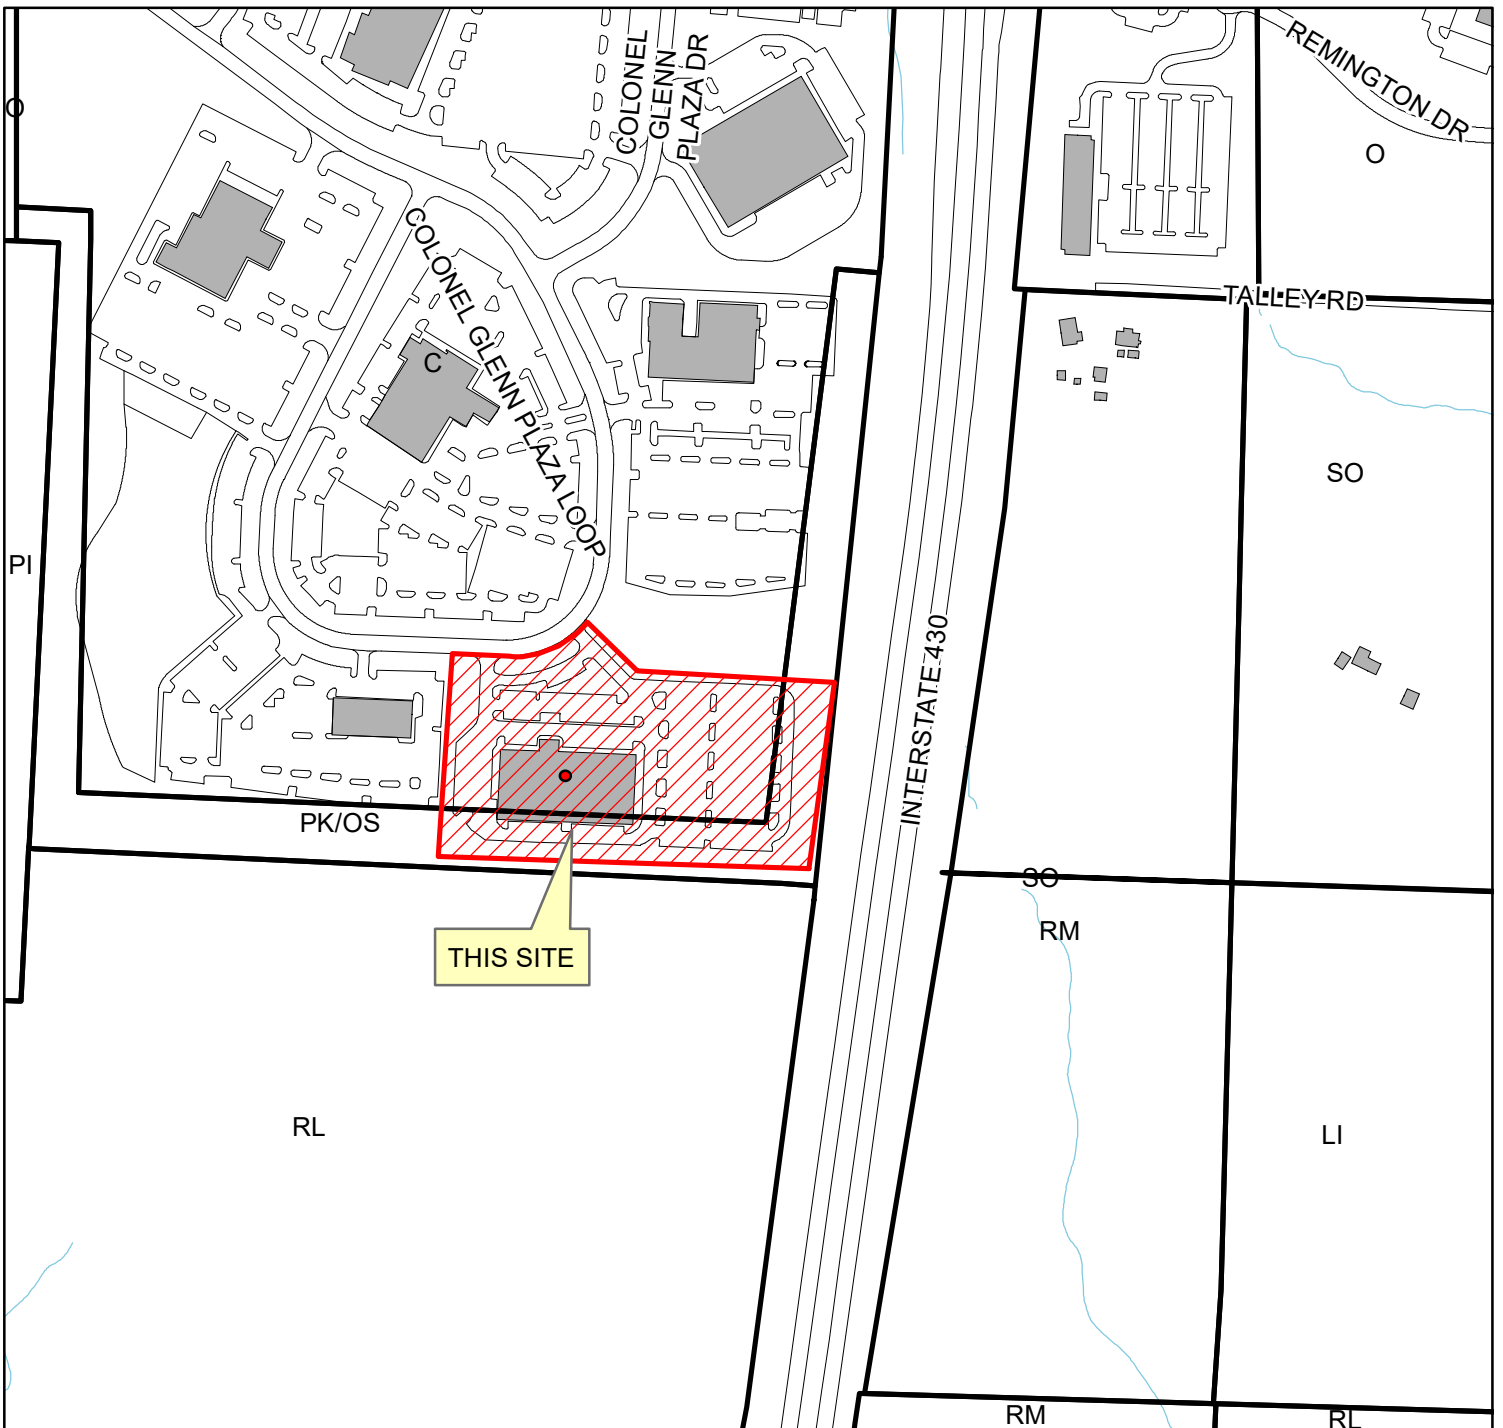 COLONEL
GLENN
PLAZA DR
REMINGTON DR
O
O
COLONEL GLENN PLAZA LOOP
TALLEY RD
C
SO
PI
INTERSTATE 430
PK/OS
SO
RM
THIS SITE
RL
LI
RM
RL